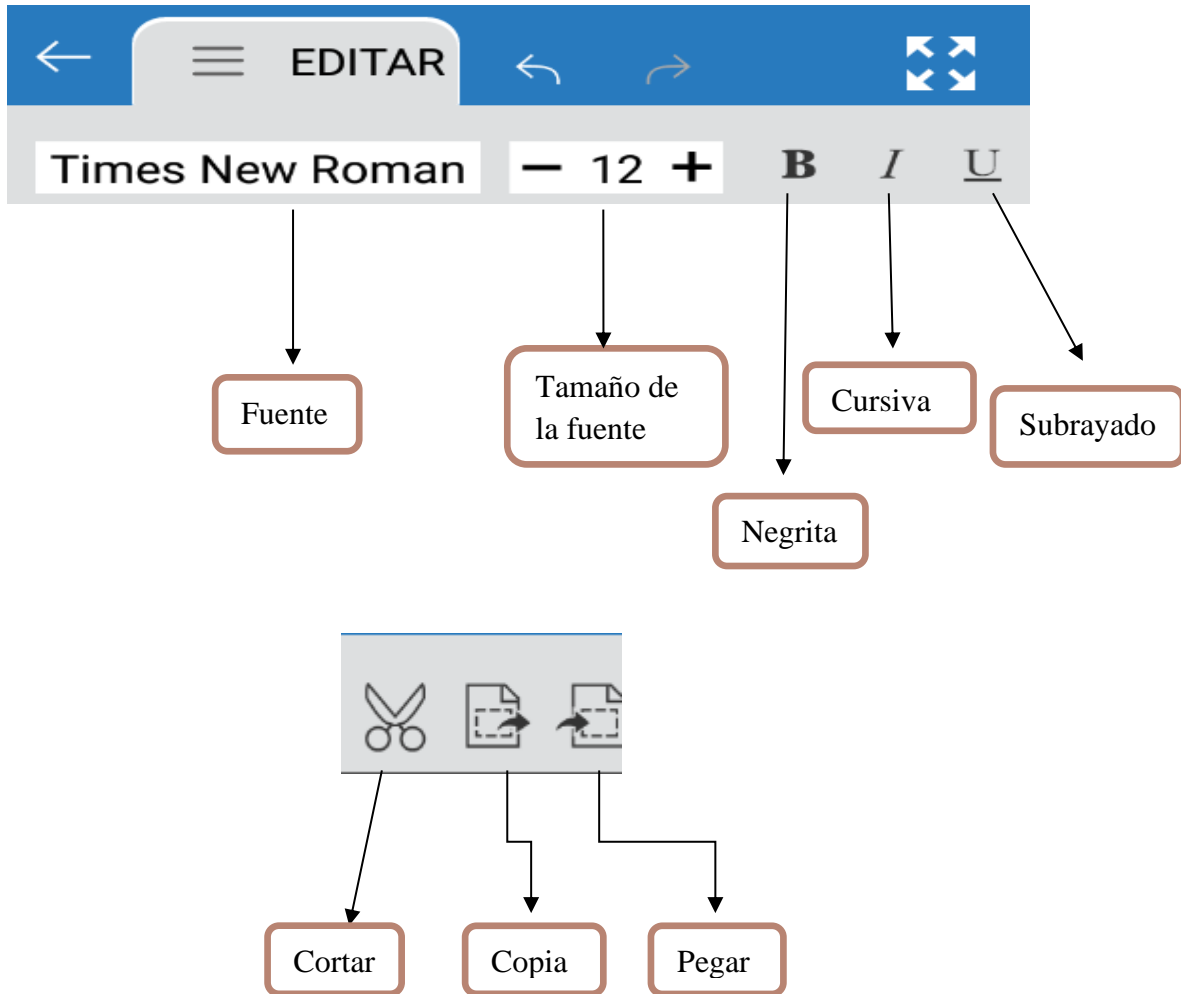 EDITAR
Times New Roman − 12 + B I U
Fuente
Tamaño de
la fuente
Cursiva
Subrayado
Negrita
Cortar
Copia
Pegar